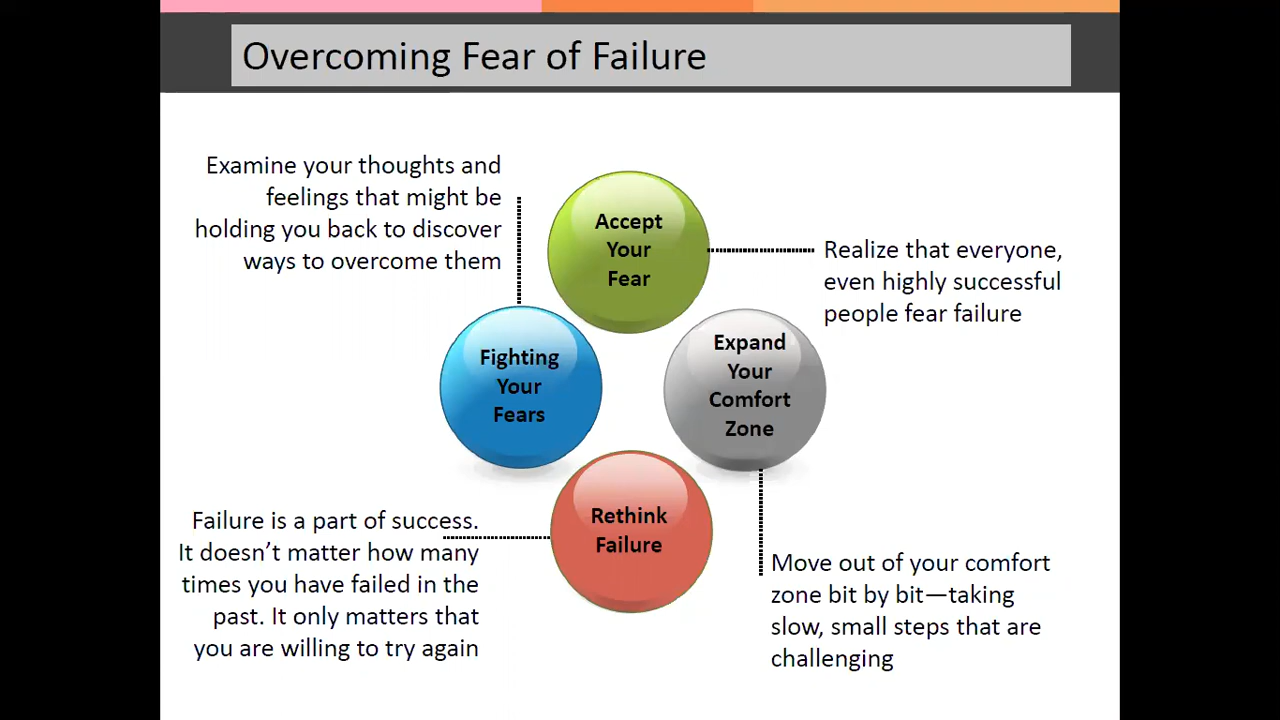 Overcoming Fear of Failure
Examine your thoughts and
feelings that might be
holding you back to discover
ways to overcome them
Accept
Your
Fear
Realize that everyone,
even highly successful
people fear failure
Fighting
Your
Fears
Expand
Your
Comfort
Zone
Rethink
Failure
Failure is a part of success.
It doesn’t matter how many
times you have failed in the
past. It only matters that
you are willing to try again
Move out of your comfort
zone bit by bit—taking
slow, small steps that are
challenging